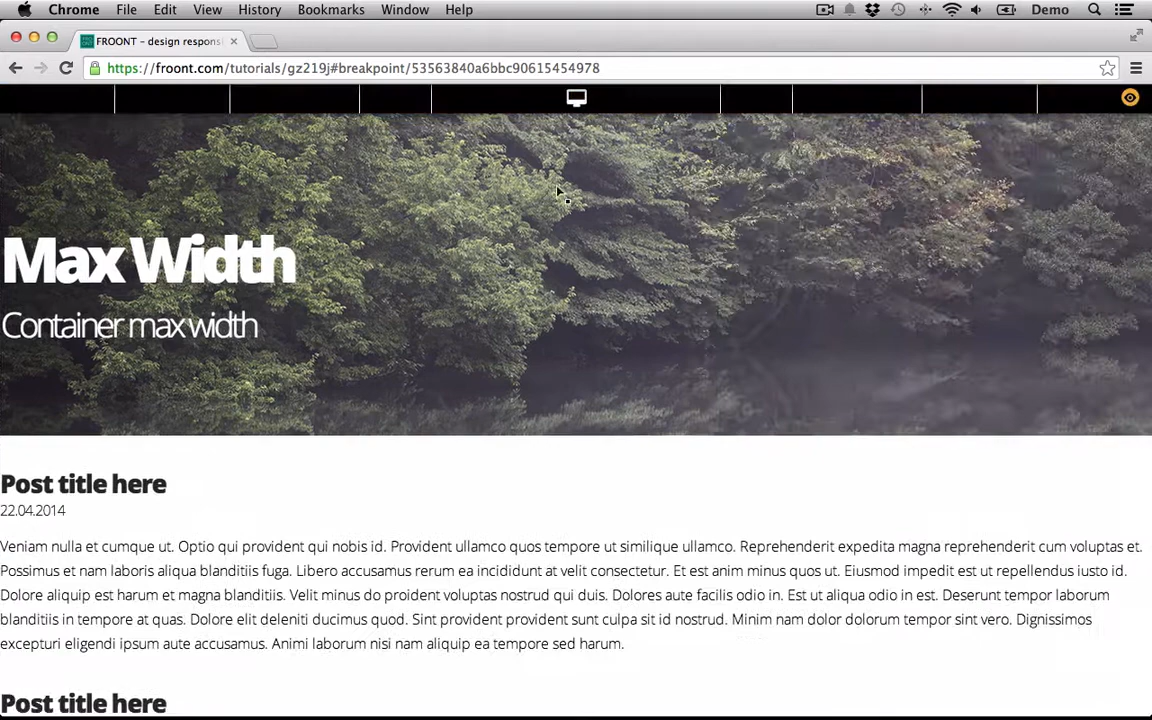 Chrome File Edit View History Bookmarks Window Help Demo
FROONT - design respons
https://froont.com/tutorials/gz219j#breakpoint/53563840a6bbc90615454978
Max Width
Container max width
Post title here
22.04.2014
Veniam nulla et cumque ut. Optio qui provident qui nobis id. Provident ullamco quos tempore ut similique ullamco. Reprehenderit expedita magna reprehenderit cum voluptas et.
Possimus et nam laboris aliqua blanditiis fuga. Libero accusamus rerum ea incididunt at velit consectetur. Et est anim minus quos ut. Eiusmod impedit est ut repellendus iusto id.
Dolore aliquip est harum et magna blanditiis. Velit minus do proident voluptas nostrud qui duis. Dolores aute facilis odio in. Est ut aliqua odio in est. Deserunt tempor laborum
blanditiis in tempore at quas. Dolore elit deleniti ducimus quod. Sint provident provident sunt culpa sit id nostrud. Minim nam dolor dolorum tempor sint vero. Dignissimos
excepturi eligendi ipsum aute accusamus. Animi laborum nisi nam aliquip ea tempore sed harum.
Post title here